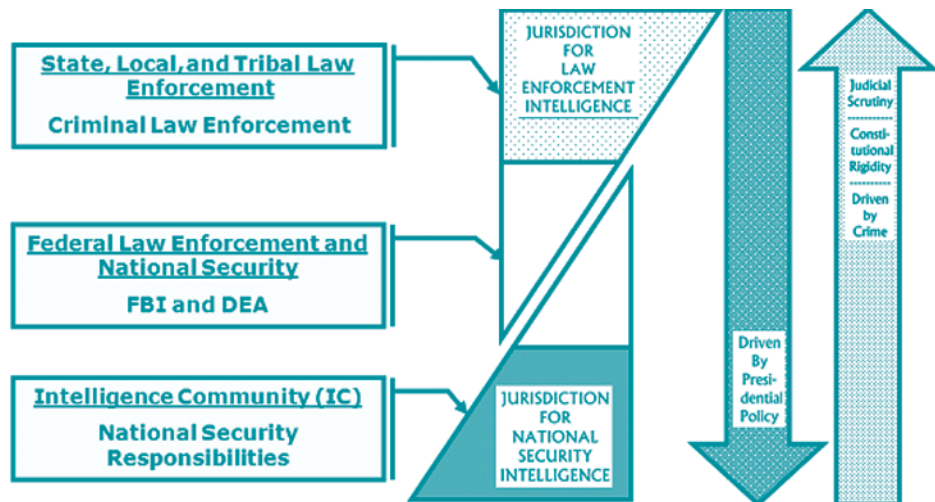 State, Local,and Tribal Law
Enforcement
Criminal Law Enforcement
Federal Law Enforcement and
National Security
FBI and DEA
Intelligence Community (IC)
National Security
Responsibilities
JURISDICTION
FOR
LAW
ENFORCEMENT
INTELLIGENCE
JURISDICTION
FOR
NATIONAL
SECURITY
INTELLIGENCE
Driven
By
Presi-
dential
Policy
Judicial
Scrutiny
Consti-
tutional
Rigidity
Driven
by
Crime